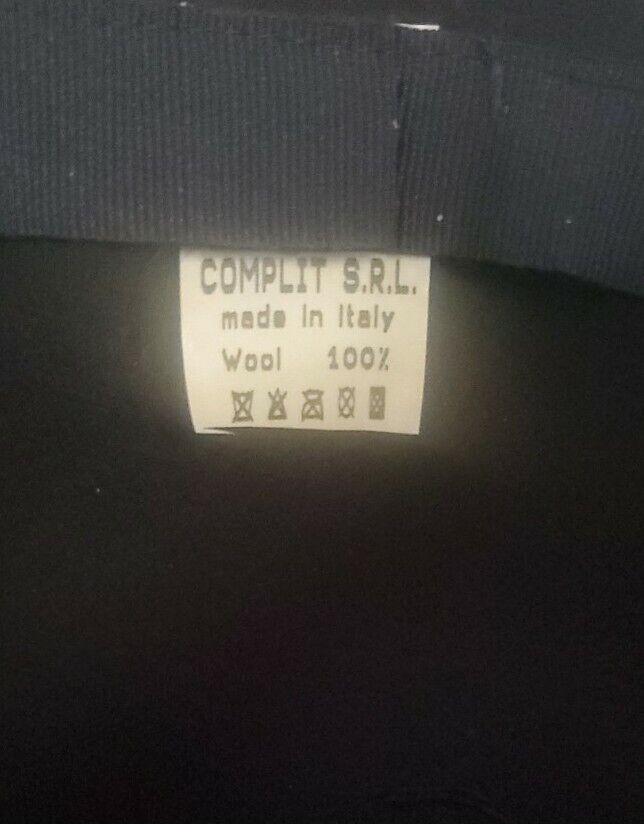 COMPLIT S.R.L.
made in Italy
Wool 100%